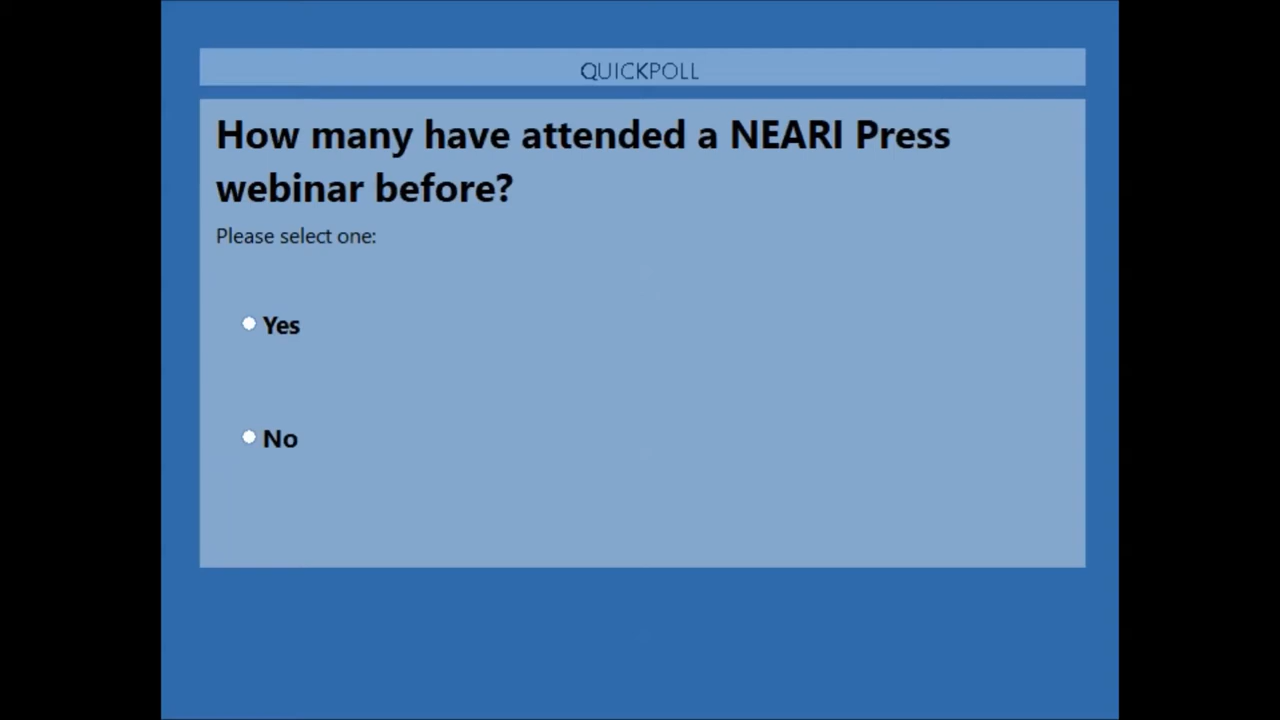 QUICKPOLL
How many have attended a NEARI Press
webinar before?
Please select one:
Yes
No